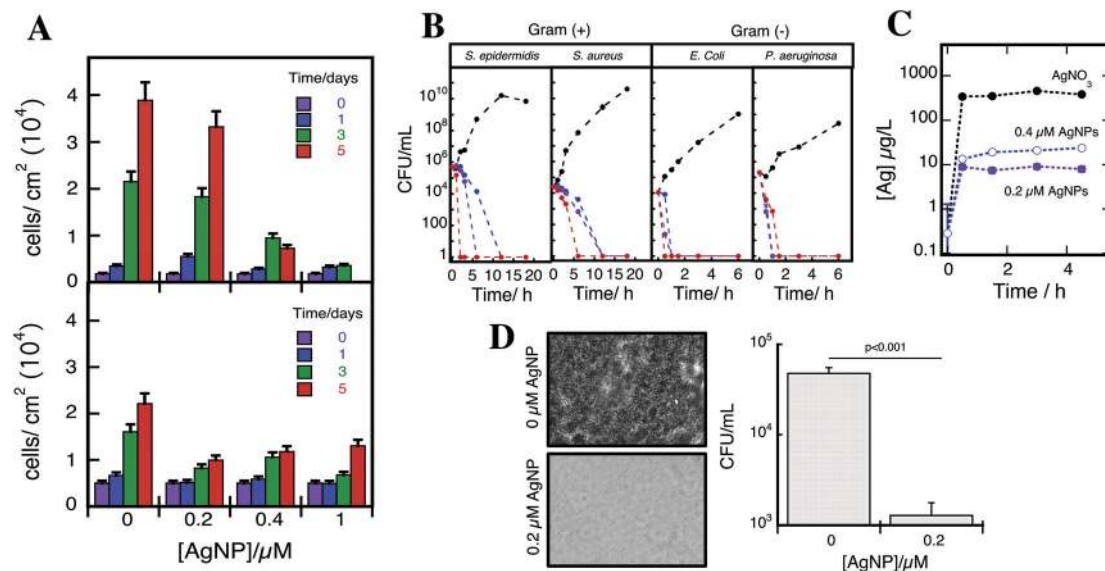 A
Time/days
0
1
3
5
cells/ cm² (10⁴)
4
3
2
1
0
Time/days
0
1
3
5
cells/ cm² (10⁴)
4
3
2
1
0
0 0.2 0.4 1
[AgNP]/µM
B
Gram (+) Gram (-)
S. epidermidis S. aureus E. Coli P. aeruginosa
CFU/mL
10¹⁰
10⁸
10⁶
10⁴
100
1
0 5 10 15 20 0 5 10 15 20 0 2 4 6 0 2 4 6
Time/ h Time/ h Time/ h Time/ h
C
[Ag] µg/L
1000
100
10
1
0.1
AgNO₃
0.4 µM AgNPs
0.2 µM AgNPs
0 2 4
Time / h
D
0 µM AgNP
0.2 µM AgNP
p<0.001
CFU/mL
10⁵
10⁴
10³
0 0.2
[AgNP]/µM